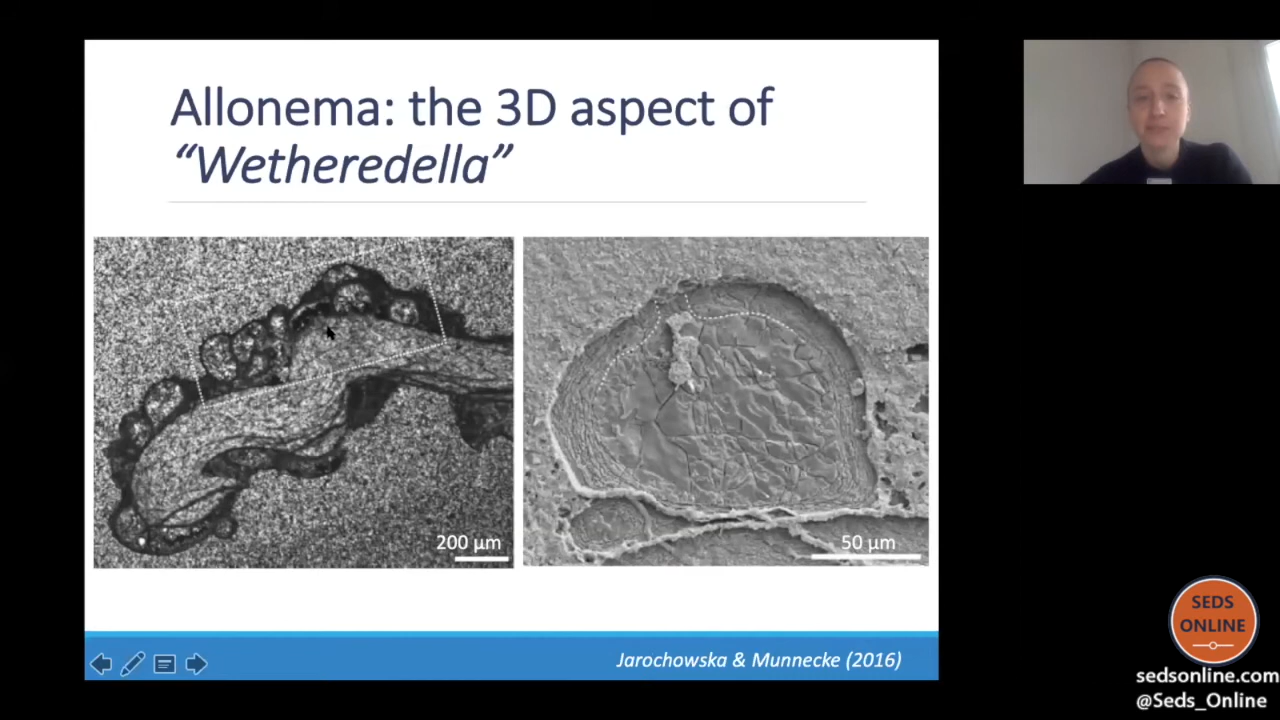 Allonema: the 3D aspect of
“Wetheredella”
200 µm
50 µm
Jarochowska & Munnecke (2016)
SEDS
ONLINE
sedsonline.com
@Seds_Online